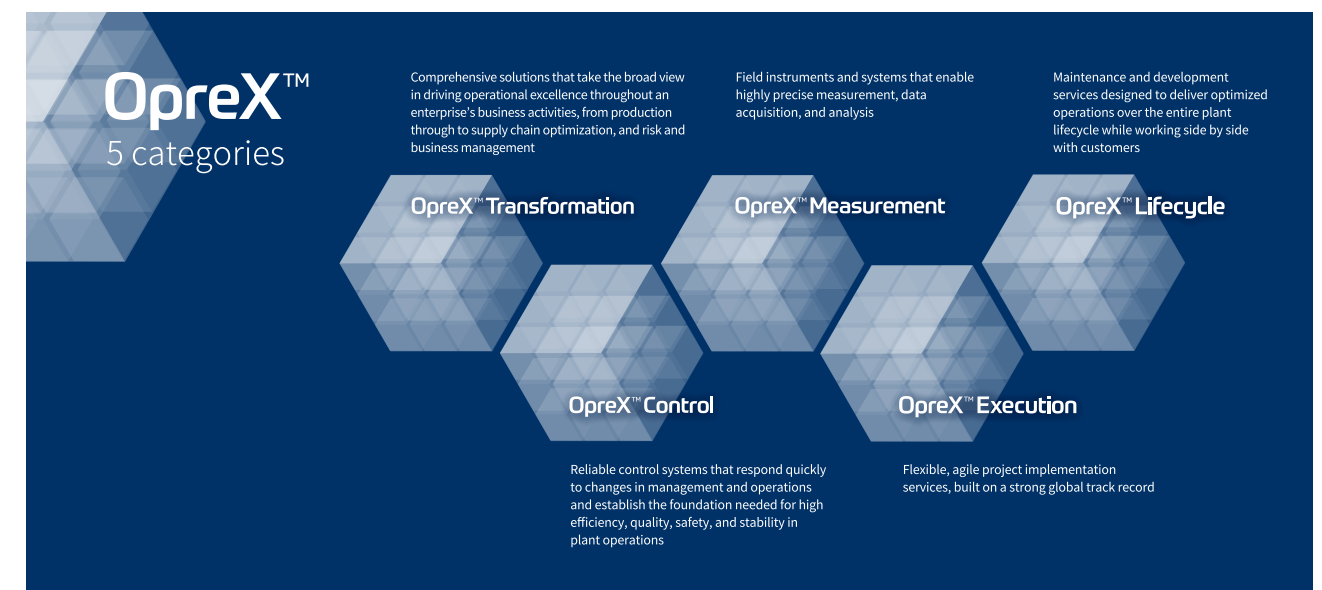 OpreX™
5 categories
Comprehensive solutions that take the broad view
in driving operational excellence throughout an
enterprise's business activities, from production
through to supply chain optimization, and risk and
business management
OpreX™ Transformation
Field instruments and systems that enable
highly precise measurement, data
acquisition, and analysis
OpreX™ Measurement
Maintenance and development
services designed to deliver optimized
operations over the entire plant
lifecycle while working side by side
with customers
OpreX™ Lifecycle
OpreX™ Control
Reliable control systems that respond quickly
to changes in management and operations
and establish the foundation needed for high
efficiency, quality, safety, and stability in
plant operations
OpreX™ Execution
Flexible, agile project implementation
services, built on a strong global track record